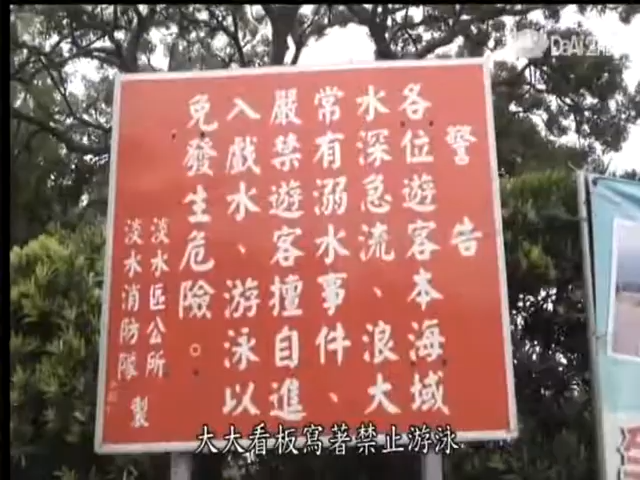 警告
各位遊客本海域
水深急流、浪大
常有溺水事件、
嚴禁遊客擅自進
入戲水、游泳以
免發生危險。
淡水區公所
淡水消防隊 製
大大看板寫著禁止游泳
DaAi 2